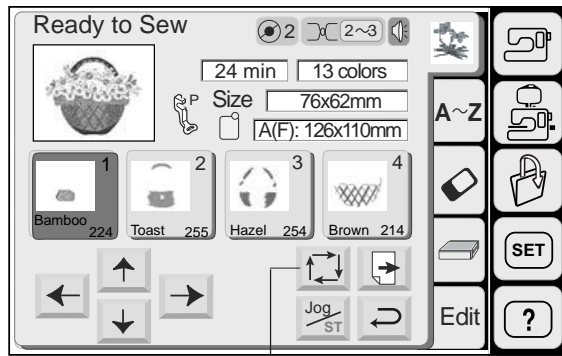 Ready to Sew
2
2~3
24 min
13 colors
P
Size
76x62mm
A(F): 126x110mm
1
Bamboo
224
2
Toast
255
3
Hazel
254
4
Brown
214
Jog/ST
A~Z
Edit
SET
?